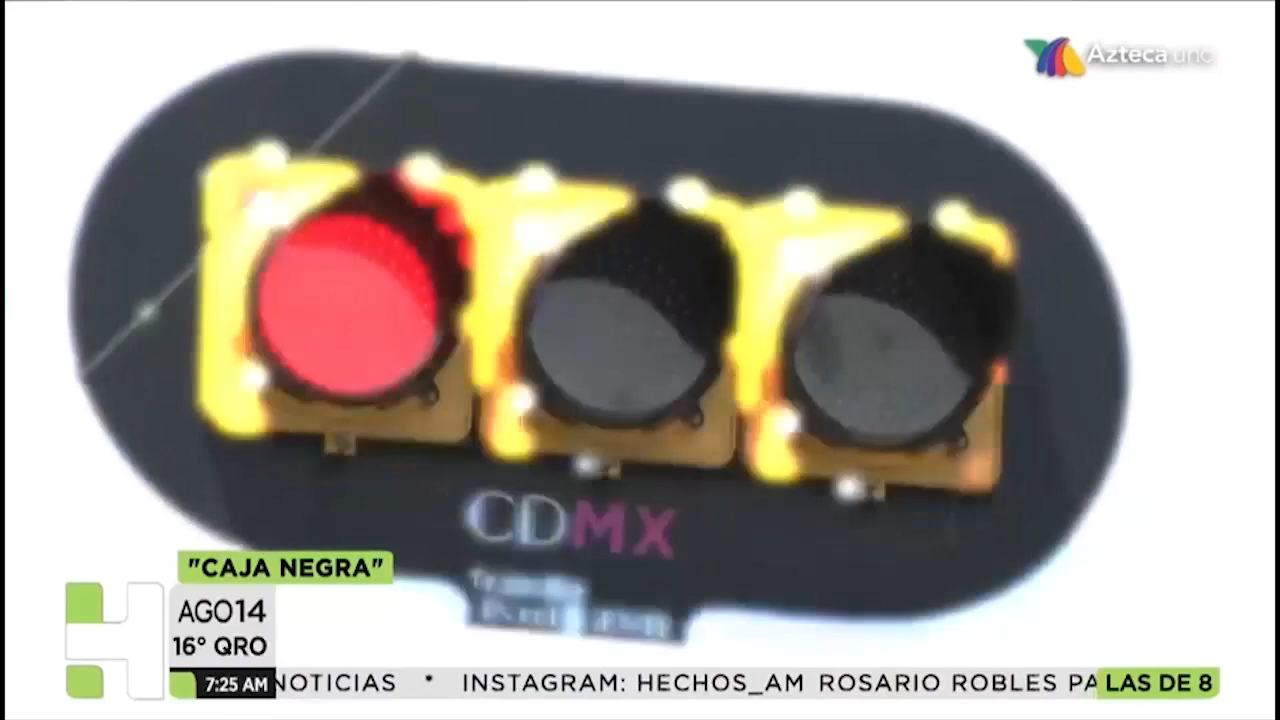 Azteca uno
CDMX
"CAJA NEGRA"
AGO14
16° QRO
7:25 AM
NOTICIAS * INSTAGRAM: HECHOS_AM ROSARIO ROBLES PA
LAS DE 8